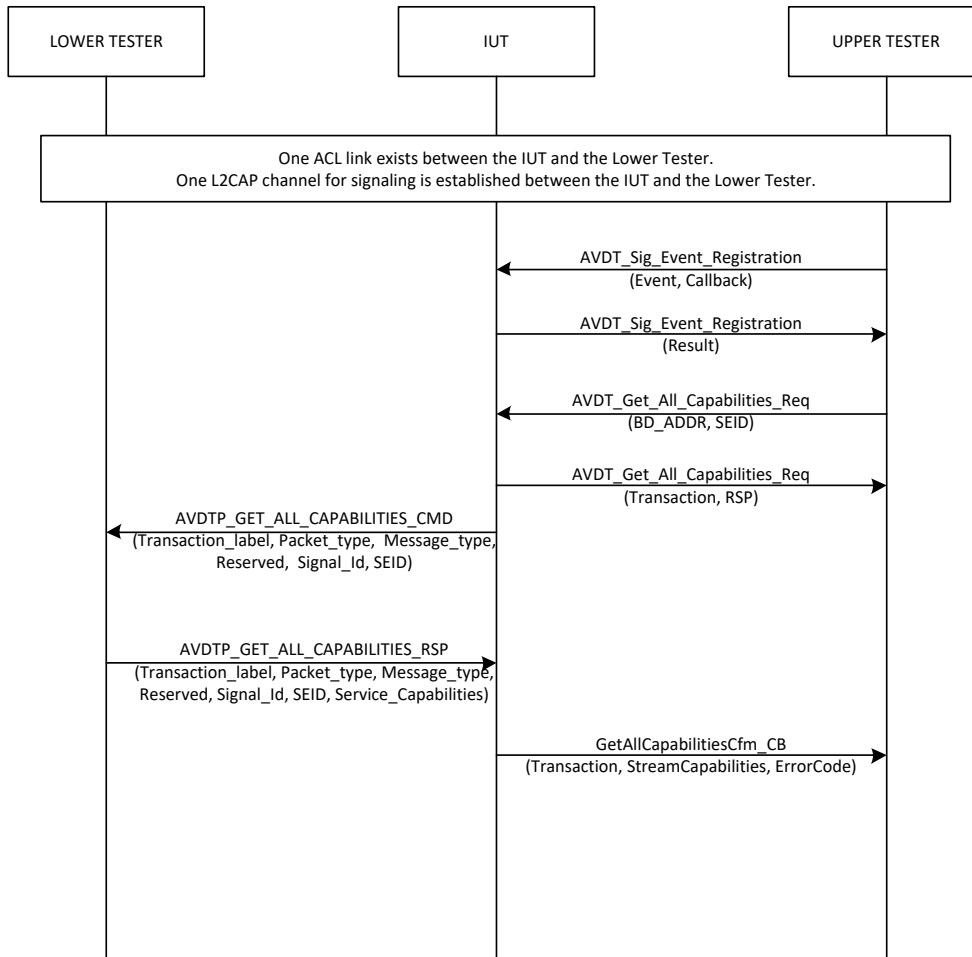 LOWER TESTER
IUT
UPPER TESTER
One ACL link exists between the IUT and the Lower Tester.
One L2CAP channel for signaling is established between the IUT and the Lower Tester.
AVDT_Sig_Event_Registration
(Event, Callback)
AVDT_Sig_Event_Registration
(Result)
AVDT_Get_All_Capabilities_Req
(BD_ADDR, SEID)
AVDT_Get_All_Capabilities_Req
(Transaction, RSP)
AVDTP_GET_ALL_CAPABILITIES_CMD
(Transaction_label, Packet_type, Message_type,
Reserved, Signal_Id, SEID)
AVDTP_GET_ALL_CAPABILITIES_RSP
(Transaction_label, Packet_type, Message_type,
Reserved, Signal_Id, SEID, Service_Capabilities)
GetAllCapabilitiesCfm_CB
(Transaction, StreamCapabilities, ErrorCode)